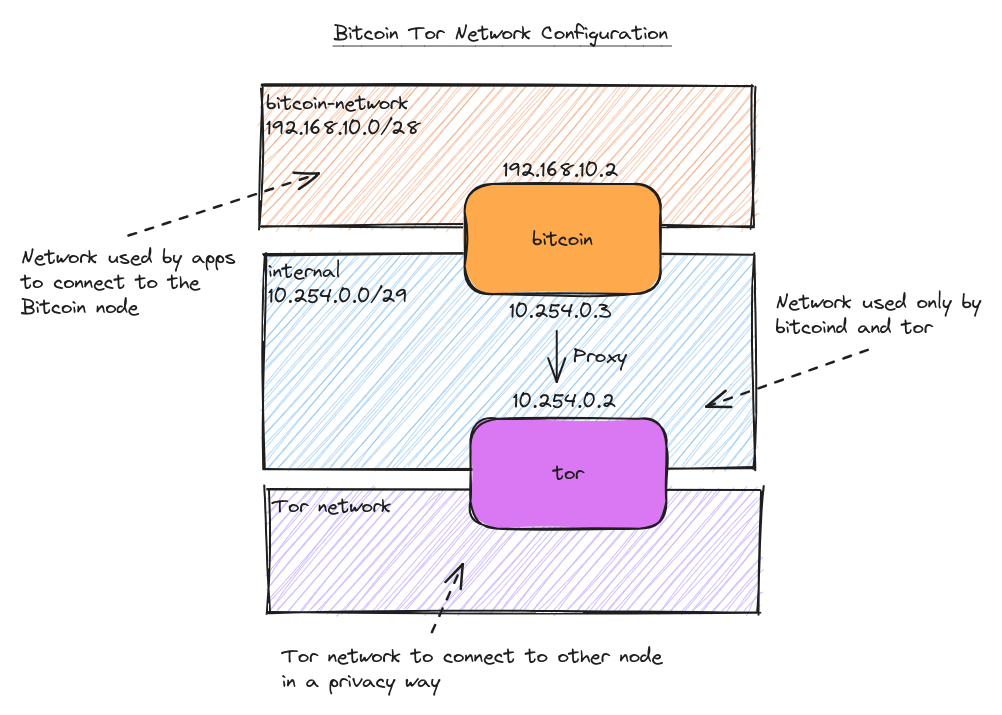 Bitcoin Tor Network Configuration
bitcoin-network
192.168.10.0/28
192.168.10.2
bitcoin
Network used by apps
to connect to the
Bitcoin node
internal
10.254.0.0/29
10.254.0.3
Network used only by
bitcoind and tor
Proxy
10.254.0.2
tor
Tor network
Tor network to connect to other node
in a privacy way